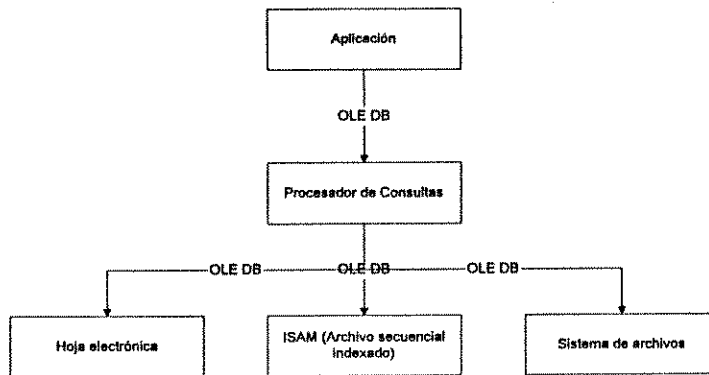 Aplicación
OLE DB
Procesador de Consultas
OLE DB OLE DB OLE DB
Hoja electrónica
ISAM (Archivo secuencial
indexado)
Sistema de archivos